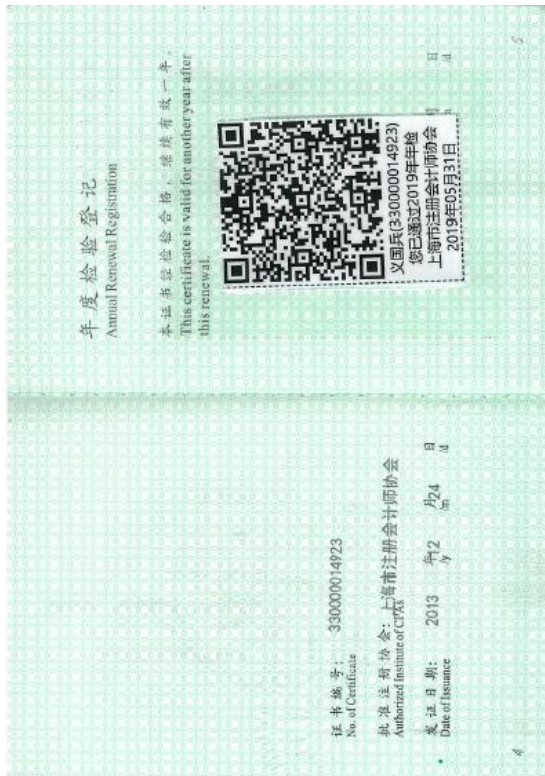 年度检验登记
Annual Renewal Registration
本证书经检验合格，继续有效一年。
This certificate is valid for another year after
this renewal.
义国兵(330000014923)
您已通过2019年年检
上海市注册会计师协会
2019年05月31日
日
/d
5
证书编号： 330000014923
No. of Certificate
批准注册协会：上海市注册会计师协会
Authorized Institute of CPAs
发证日期： 2013 年12 月24 日
Date of Issuance /y /m /d
4